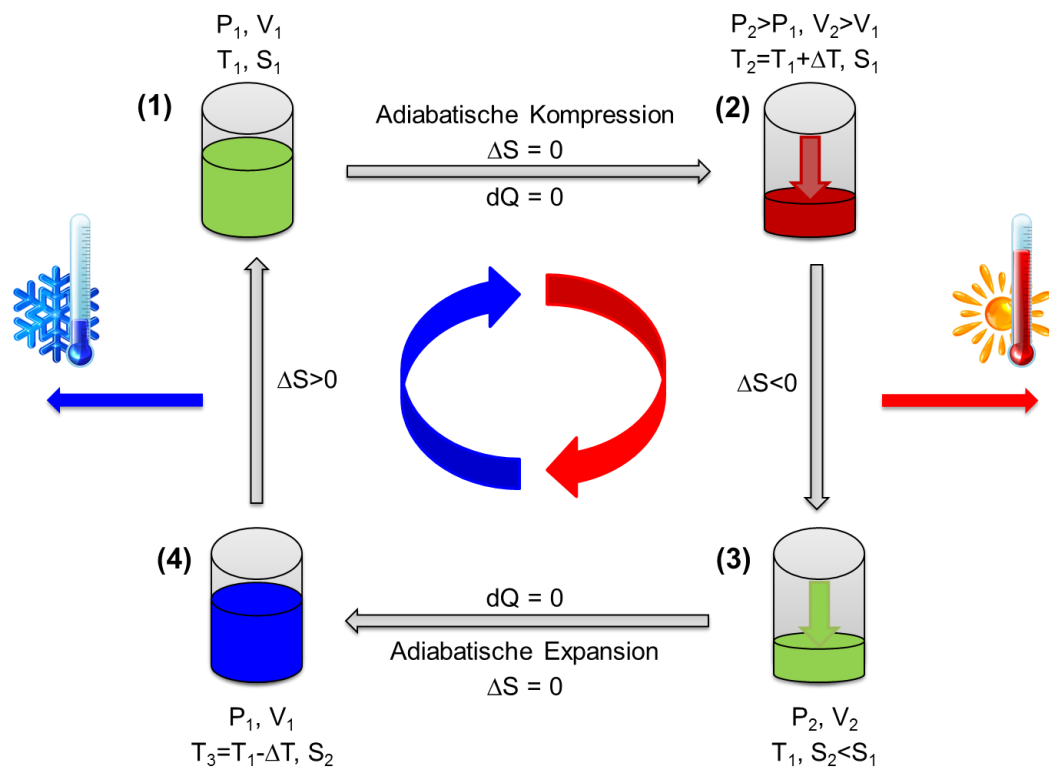 P₁, V₁
T₁, S₁
(1)
Adiabatische Kompression
ΔS = 0
dQ = 0
P₂>P₁, V₂>V₁
T₂=T₁+ΔT, S₁
(2)
ΔS>0
ΔS<0
(4)
dQ = 0
Adiabatische Expansion
ΔS = 0
(3)
P₁, V₁
T₃=T₁-ΔT, S₂
P₂, V₂
T₁, S₂<S₁